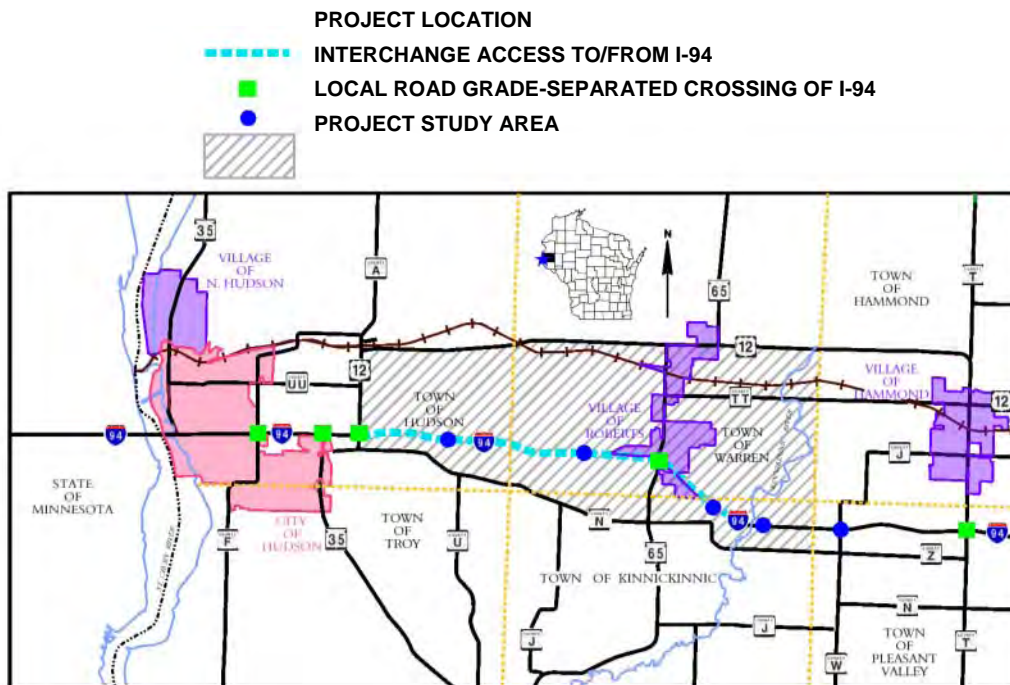 PROJECT LOCATION
INTERCHANGE ACCESS TO/FROM I-94
LOCAL ROAD GRADE-SEPARATED CROSSING OF I-94
PROJECT STUDY AREA
35
VILLAGE
OF
N. HUDSON
A
N
65
TOWN
OF
HAMMOND
T
12
12
UU
TOWN
OF
HUDSON
VILLAGE
OF
ROBERTS
TT
TOWN
OF
WARREN
VILLAGE
OF
HAMMOND
12
94
94
94
J
STATE
OF
MINNESOTA
CITY
OF
HUDSON
F
35
TOWN
OF
TROY
U
N
65
94
94
Z
TOWN OF KINNICKINNIC
J
J
N
W
TOWN
OF
PLEASANT
VALLEY
T